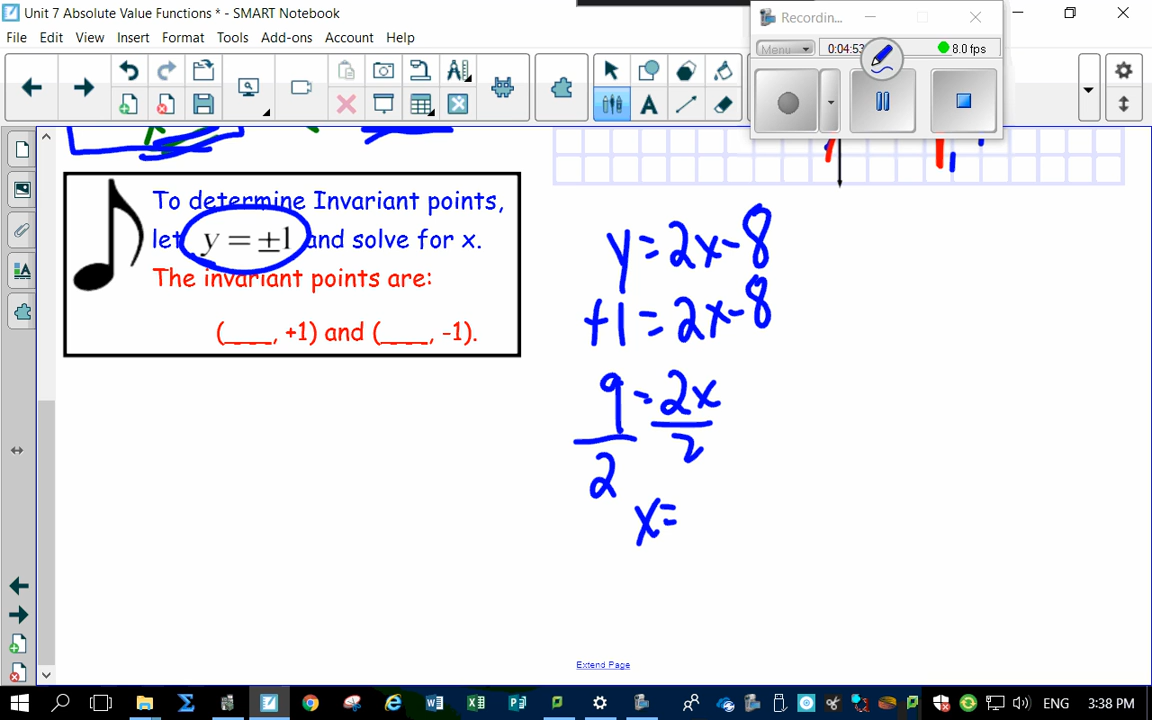 Unit 7 Absolute Value Functions * - SMART Notebook
Recordin...
File Edit View Insert Format Tools Add-ons Account Help
Menu 0:04:53 8.0 fps
To determine Invariant points,
let y = ±1 and solve for x.
The invariant points are:
(____, +1) and (____, -1).
y=2x-8
+1=2x-8
9=2x
2 2
x=
Extend Page
ENG 3:38 PM